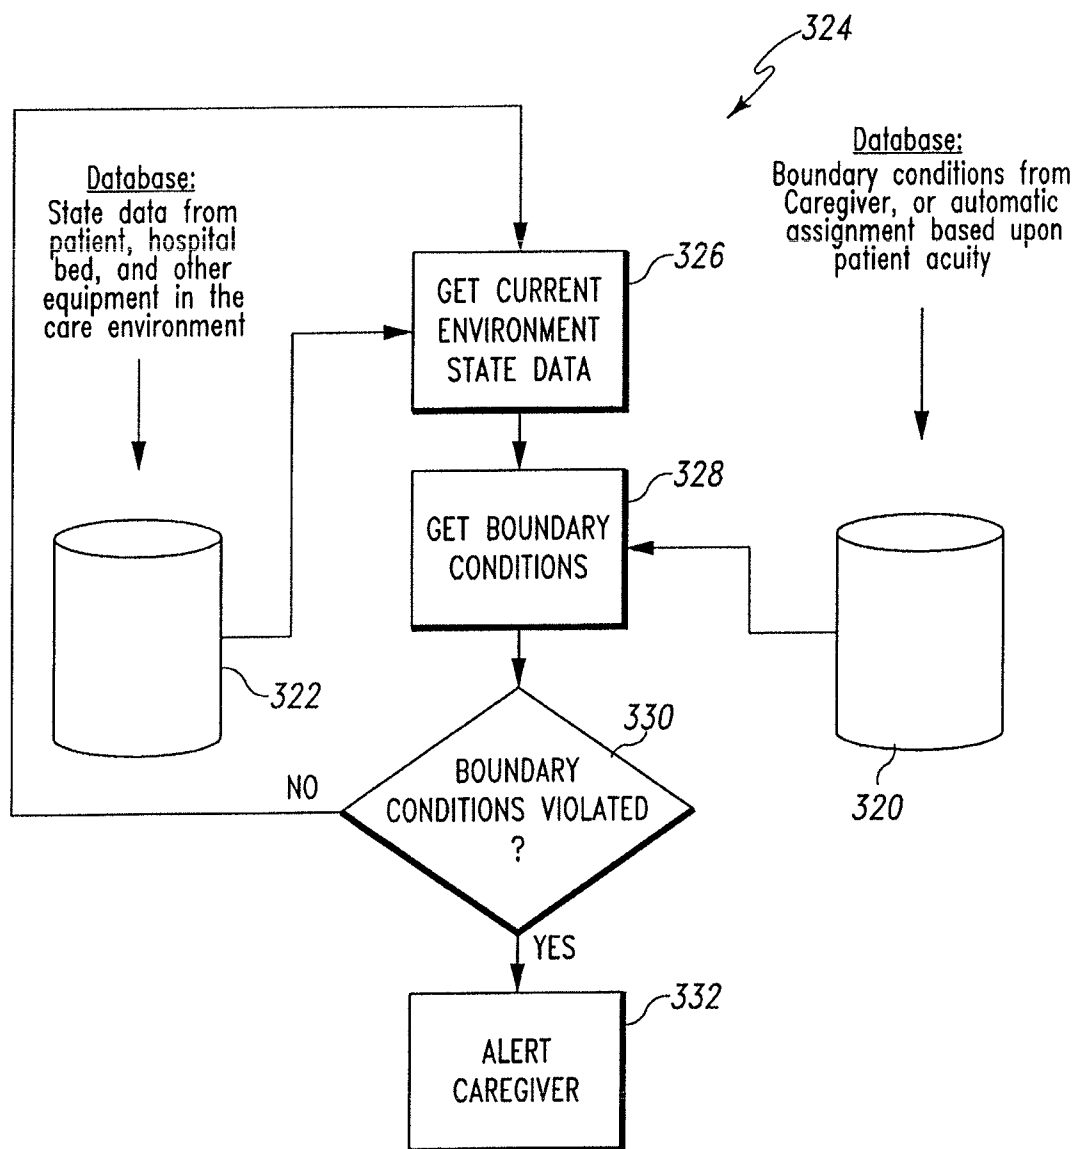 324
Database:
State data from
patient, hospital
bed, and other
equipment in the
care environment
Database:
Boundary conditions from
Caregiver, or automatic
assignment based upon
patient acuity
326
GET CURRENT
ENVIRONMENT
STATE DATA
328
GET BOUNDARY
CONDITIONS
322
320
330
BOUNDARY
CONDITIONS VIOLATED
?
NO
YES
332
ALERT
CAREGIVER